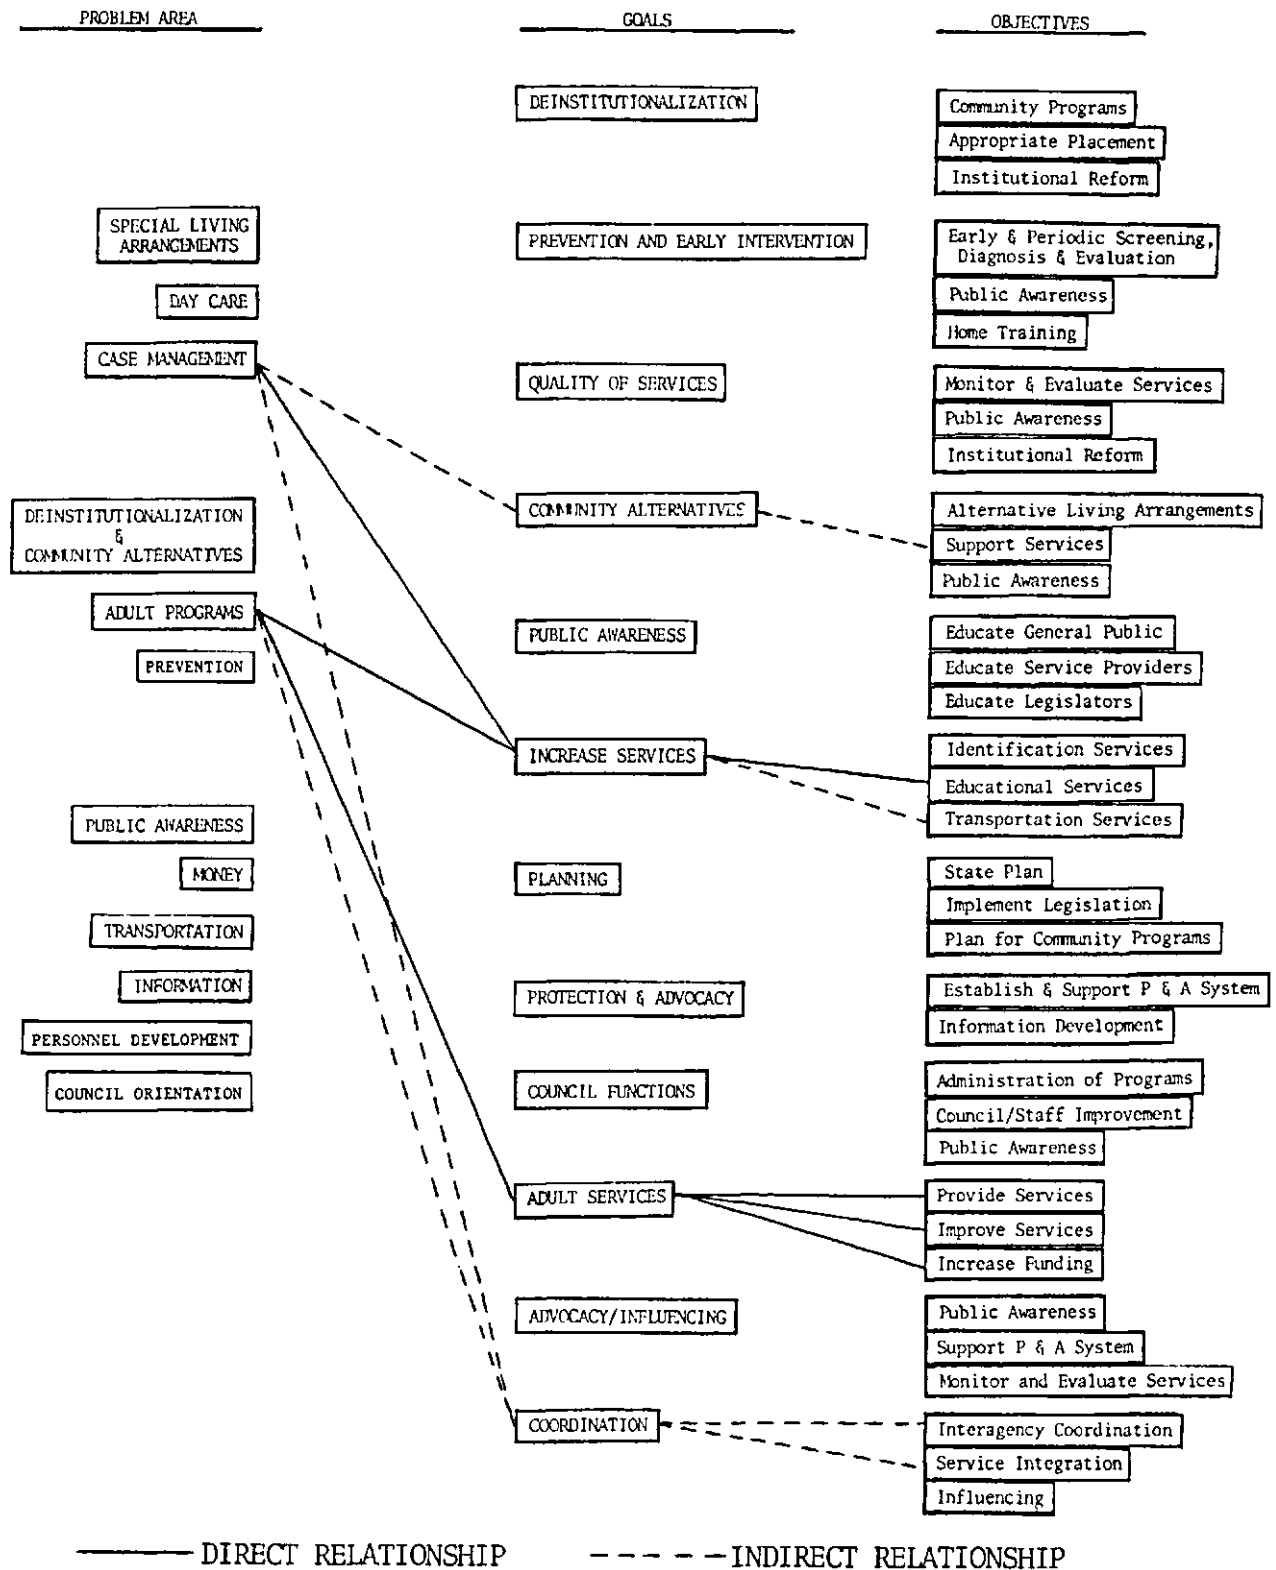 PROBLEM AREA
GOALS
OBJECTIVES
DEINSTITUTIONALIZATION
Community Programs
Appropriate Placement
Institutional Reform
SPECIAL LIVING
ARRANGEMENTS
PREVENTION AND EARLY INTERVENTION
Early & Periodic Screening,
Diagnosis & Evaluation
DAY CARE
Public Awareness
Home Training
CASE MANAGEMENT
QUALITY OF SERVICES
Monitor & Evaluate Services
Public Awareness
Institutional Reform
DEINSTITUTIONALIZATION
&
COMMUNITY ALTERNATIVES
COMMUNITY ALTERNATIVES
Alternative Living Arrangements
Support Services
Public Awareness
ADULT PROGRAMS
PREVENTION
PUBLIC AWARENESS
Educate General Public
Educate Service Providers
Educate Legislators
INCREASE SERVICES
Identification Services
Educational Services
Transportation Services
PUBLIC AWARENESS
MONEY
PLANNING
State Plan
Implement Legislation
Plan for Community Programs
TRANSPORTATION
INFORMATION
PROTECTION & ADVOCACY
Establish & Support P & A System
Information Development
PERSONNEL DEVELOPMENT
COUNCIL ORIENTATION
COUNCIL FUNCTIONS
Administration of Programs
Council/Staff Improvement
Public Awareness
ADULT SERVICES
Provide Services
Improve Services
Increase Funding
ADVOCACY/INFLUENCING
Public Awareness
Support P & A System
Monitor and Evaluate Services
COORDINATION
Interagency Coordination
Service Integration
Influencing
DIRECT RELATIONSHIP
INDIRECT RELATIONSHIP